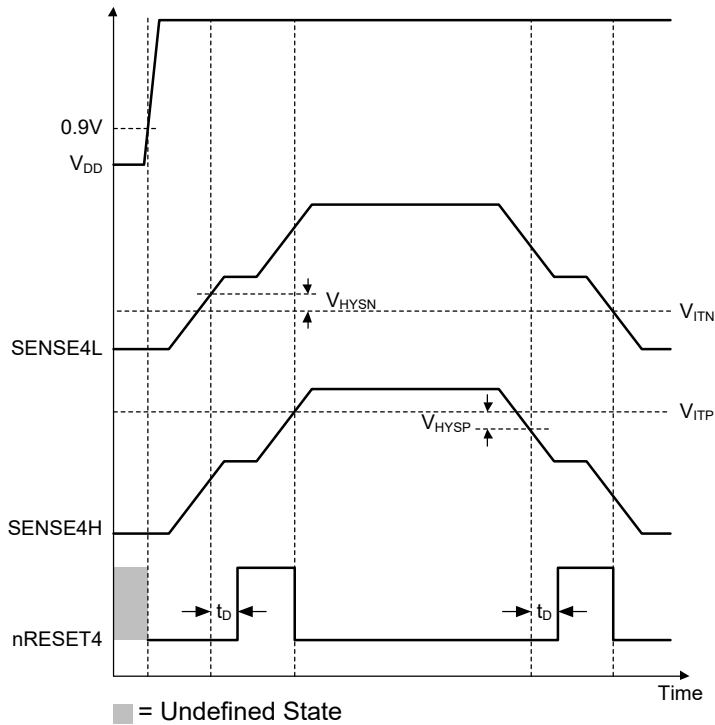 0.9V
VDD
VHYSN
VITN
SENSE4L
VITP
VHYSP
SENSE4H
tD
tD
nRESET4
Time
= Undefined State